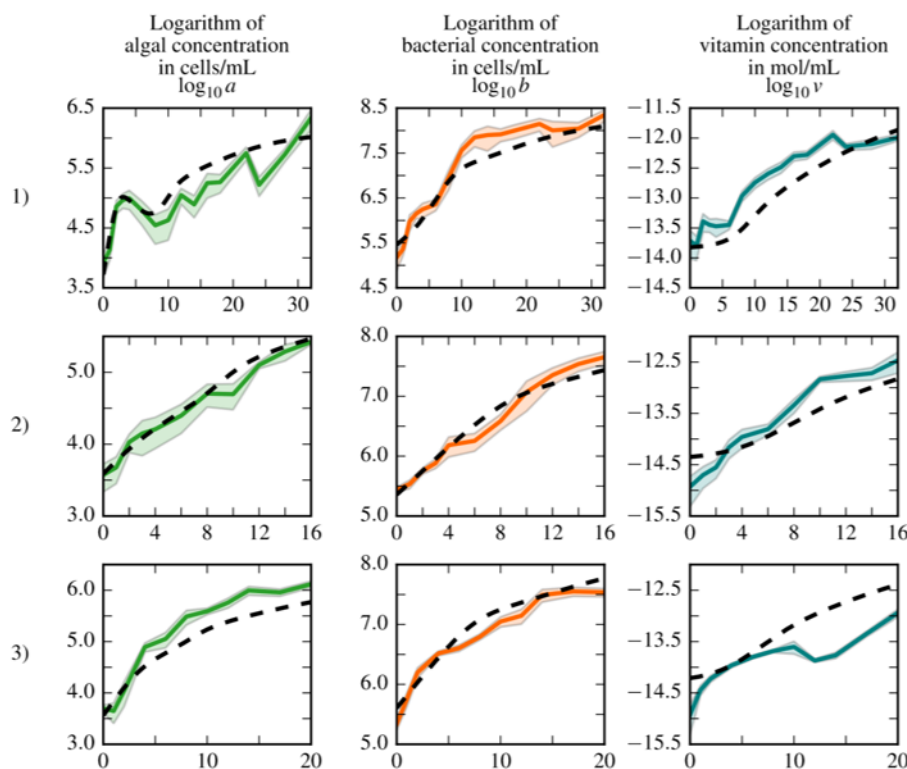 Logarithm of
algal concentration
in cells/mL
log₁₀ a
Logarithm of
bacterial concentration
in cells/mL
log₁₀ b
Logarithm of
vitamin concentration
in mol/mL
log₁₀ v
1)
6.5
5.5
4.5
3.5
0 10 20 30
8.5
7.5
6.5
5.5
4.5
0 5 10 15 20 25 30
−11.5
−12.0
−12.5
−13.0
−13.5
−14.0
−14.5
0 5 10 15 20 25 30
2)
5.0
4.0
3.0
0 4 8 12 16
8.0
7.0
6.0
5.0
0 4 8 12 16
−12.5
−13.5
−14.5
−15.5
0 4 8 12 16
3)
6.0
5.0
4.0
3.0
0 10 20
8.0
7.0
6.0
5.0
0 10 20
−12.5
−13.5
−14.5
−15.5
0 10 20